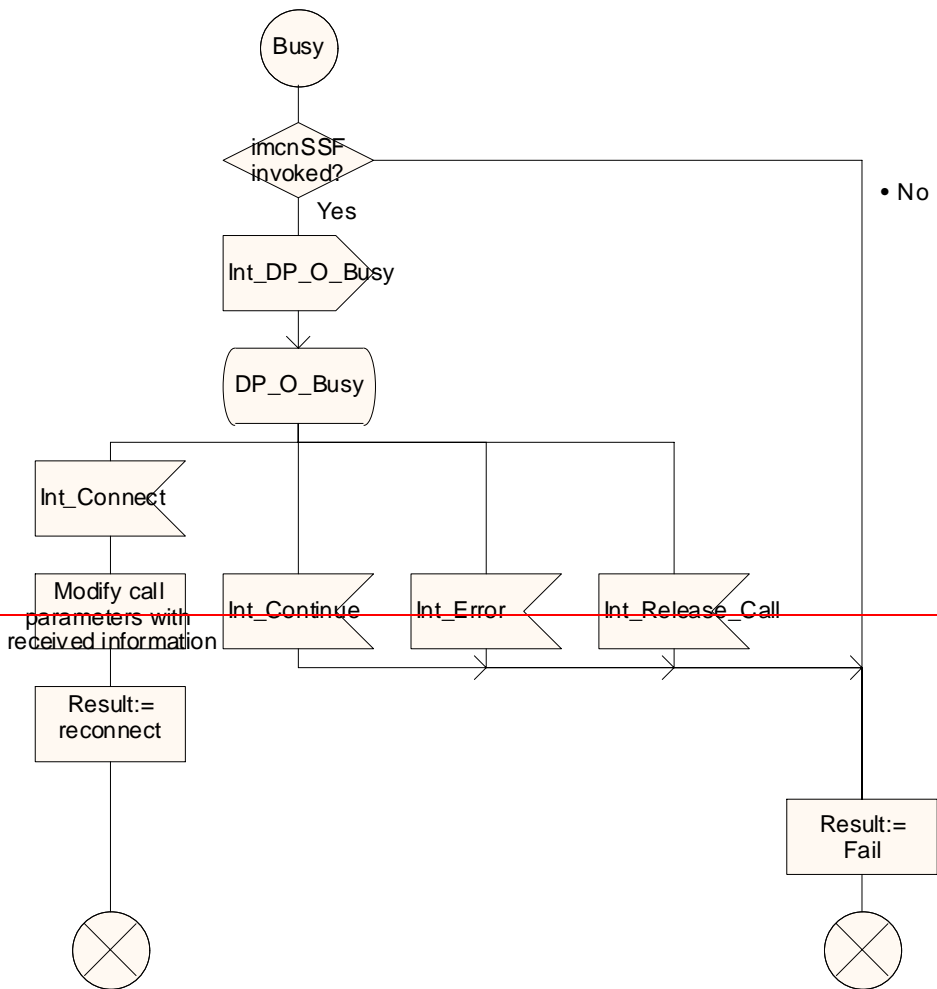 Busy
imcnSSF
invoked?
• No
Yes
Int_DP_O_Busy
DP_O_Busy
Int_Connect
Modify call
parameters with
received information
Int_Continue
Int_Error
Int_Release_Call
Result:=
reconnect
Result:=
Fail